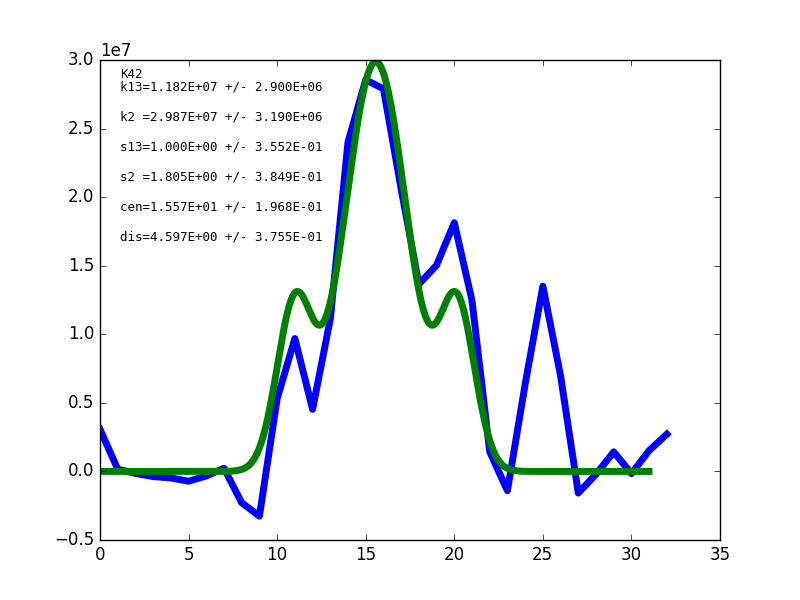 1e7
3.0
K42
k13=1.182E+07 +/- 2.900E+06
k2 =2.987E+07 +/- 3.190E+06
2.5
s13=1.000E+00 +/- 3.552E-01
s2 =1.805E+00 +/- 3.849E-01
2.0
cen=1.557E+01 +/- 1.968E-01
dis=4.597E+00 +/- 3.755E-01
1.5
1.0
0.5
0.0
−0.5
0 5 10 15 20 25 30 35